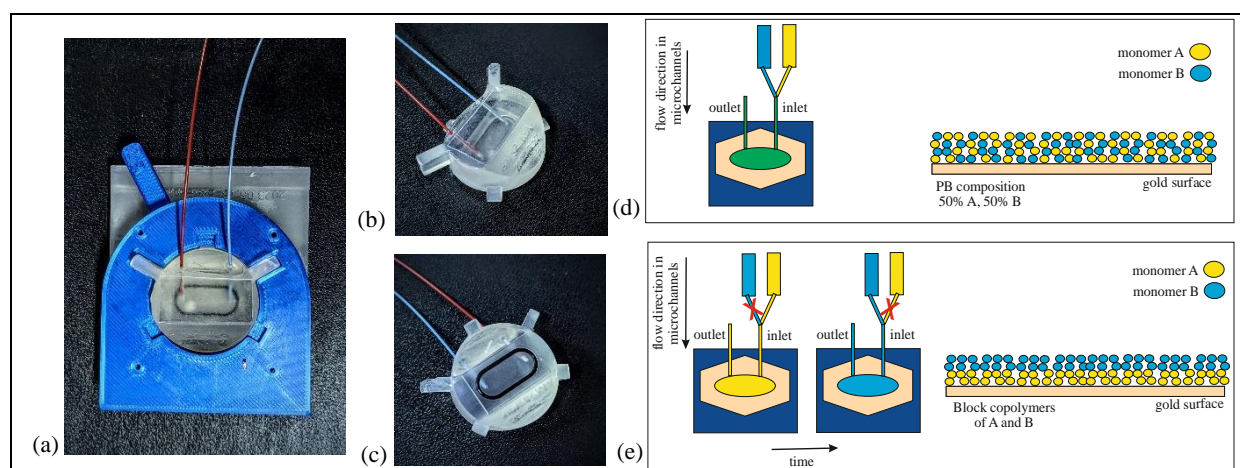 (a)
(b)
(c)
flow direction in
microchannels
outlet
inlet
monomer A
monomer B
PB composition
50% A, 50% B
gold surface
(d)
flow direction in
microchannels
outlet
inlet
outlet
inlet
monomer A
monomer B
Block copolymers
of A and B
gold surface
time
(e)